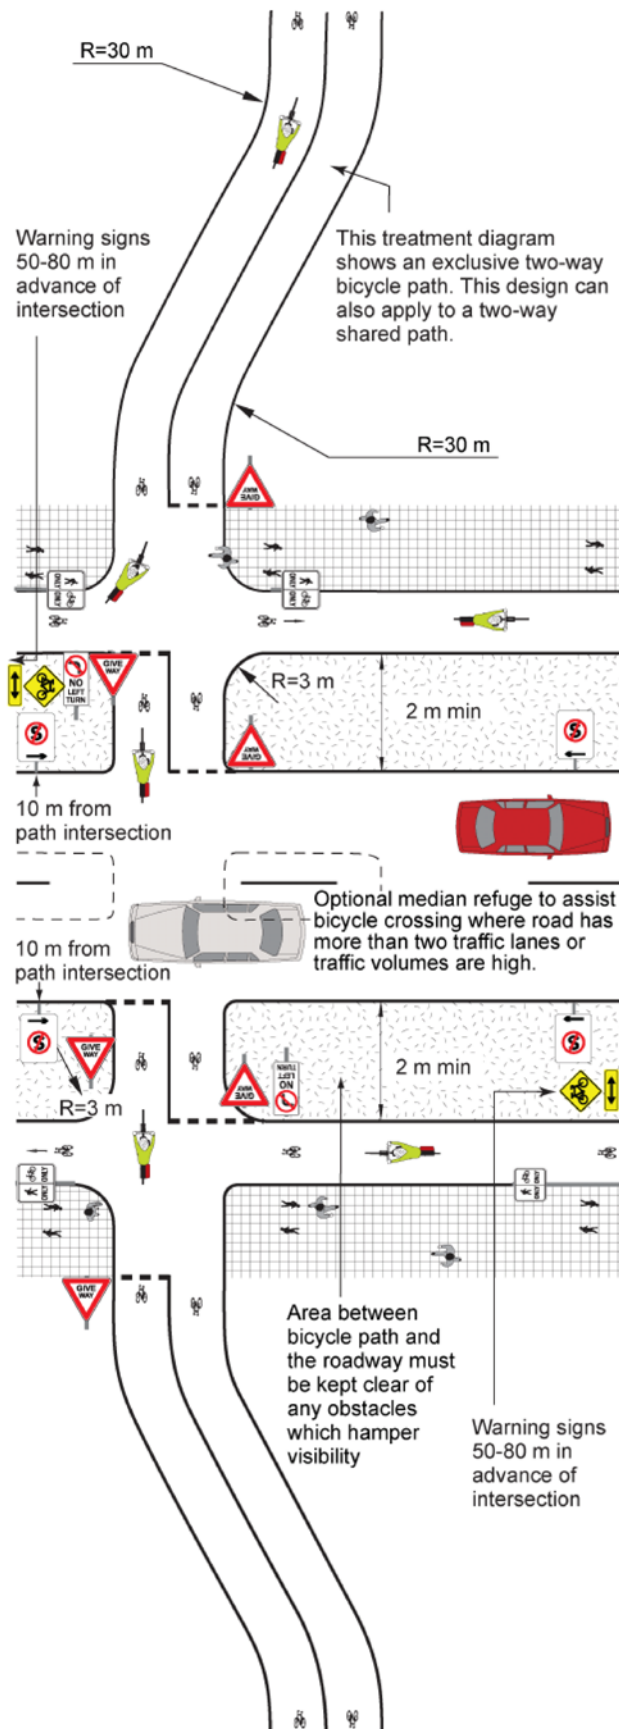 R=30 m
Warning signs
50-80 m in
advance of
intersection
This treatment diagram
shows an exclusive two-way
bicycle path. This design can
also apply to a two-way
shared path.
R=30 m
GIVE
WAY
ONLY
ONLY
ONLY
ONLY
NO
LEFT
TURN
GIVE
WAY
R=3 m
2 m min
S
GIVE
WAY
S
10 m from
path intersection
Optional median refuge to assist
bicycle crossing where road has
more than two traffic lanes or
traffic volumes are high.
10 m from
path intersection
S
GIVE
WAY
R=3 m
GIVE
WAY
NO
LEFT
TURN
2 m min
S
ONLY
ONLY
ONLY
ONLY
GIVE
WAY
Area between
bicycle path and
the roadway must
be kept clear of
any obstacles
which hamper
visibility
Warning signs
50-80 m in
advance of
intersection